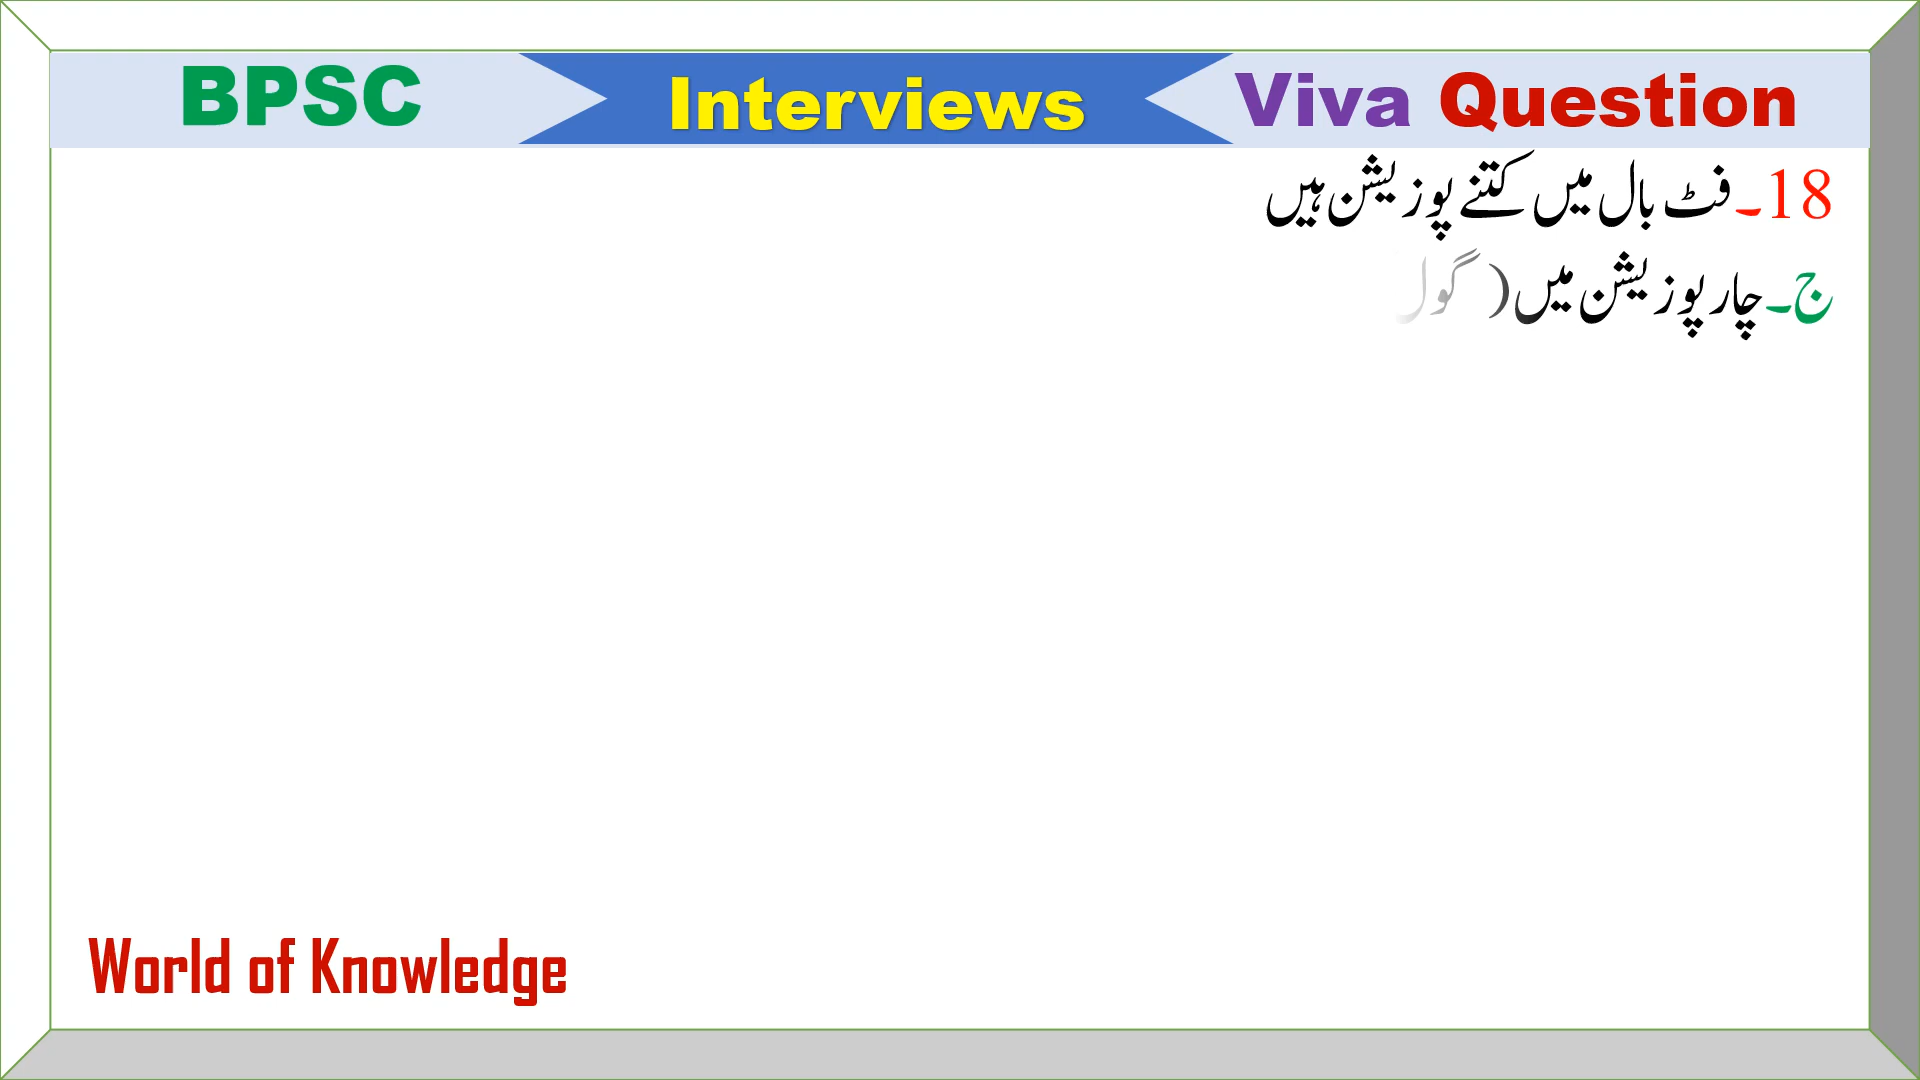 BPSC Interviews Viva Question
18۔ فٹ بال میں کتنے پوزیشن ہیں
ج۔ چار پوزیشن میں (گول
World of Knowledge